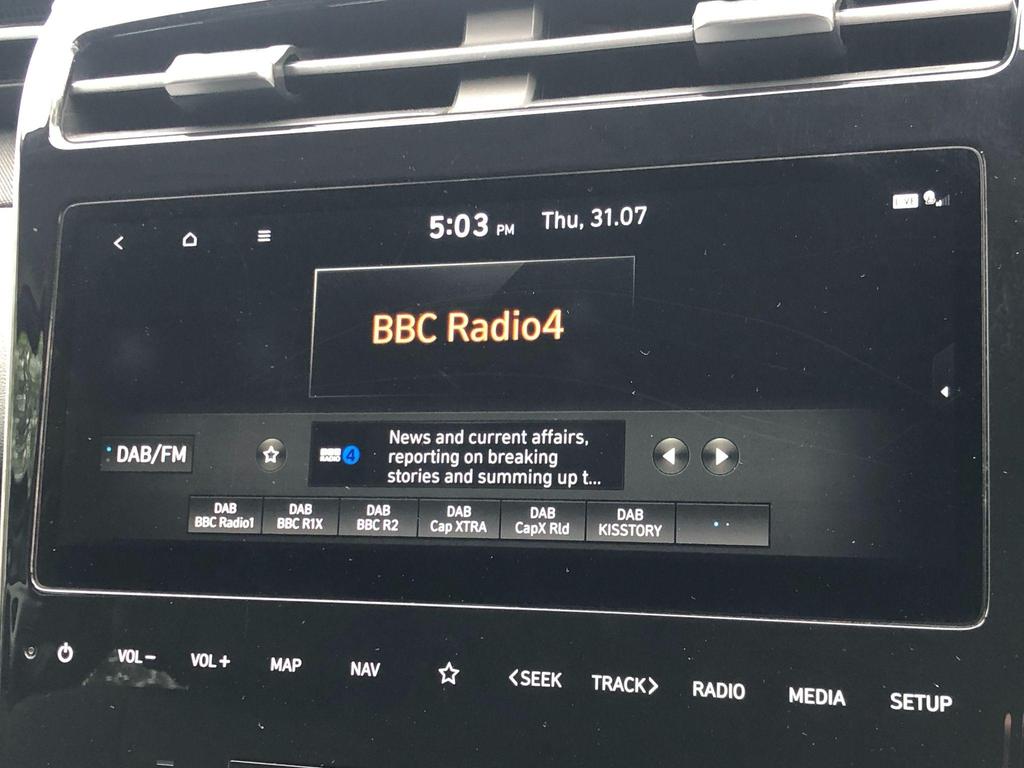 5:03 PM Thu, 31.07
BBC Radio4
DAB/FM
4
News and current affairs,
reporting on breaking
stories and summing up t...
DAB
BBC Radio1
DAB
BBC R1X
DAB
BBC R2
DAB
Cap XTRA
DAB
CapX Rld
DAB
KISSTORY
VOL− VOL+ MAP NAV <SEEK TRACK> RADIO MEDIA SETUP